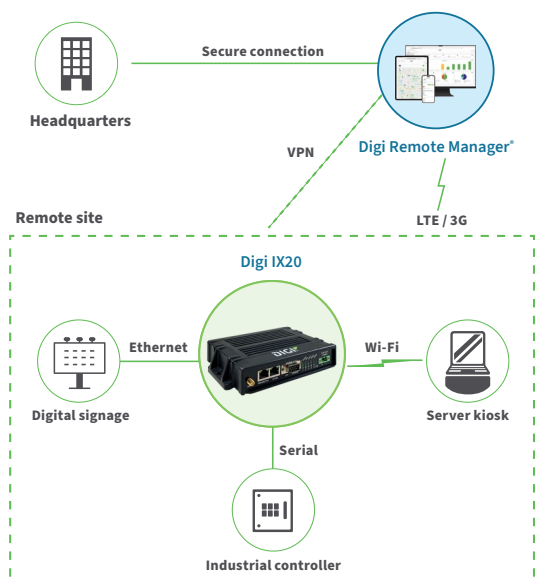 Secure connection
Headquarters
Digi Remote Manager®
VPN
LTE / 3G
Remote site
Digi IX20
DIGI
Ethernet
Wi-Fi
Digital signage
Server kiosk
Serial
Industrial controller